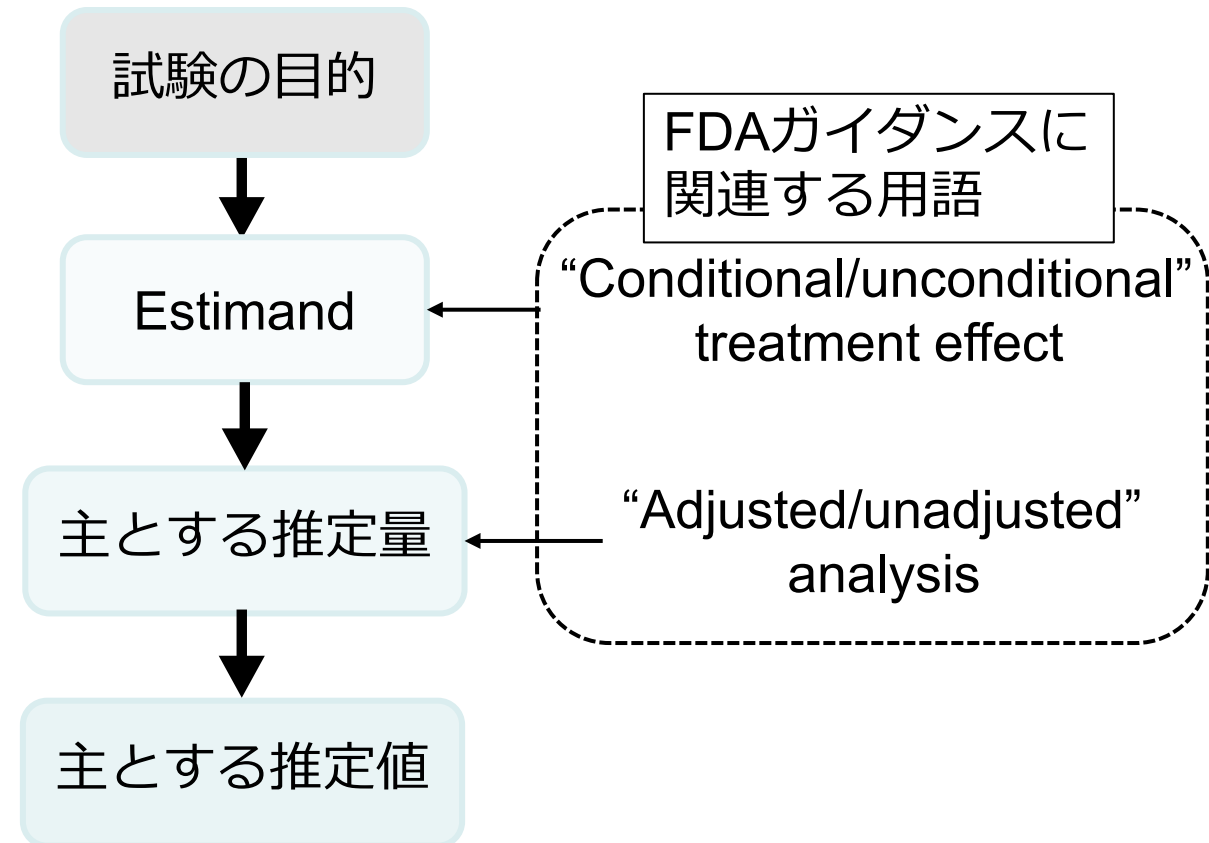 試験の目的
Estimand
主とする推定量
主とする推定値
FDAガイダンスに
関連する用語
“Conditional/unconditional”
treatment effect
“Adjusted/unadjusted”
analysis